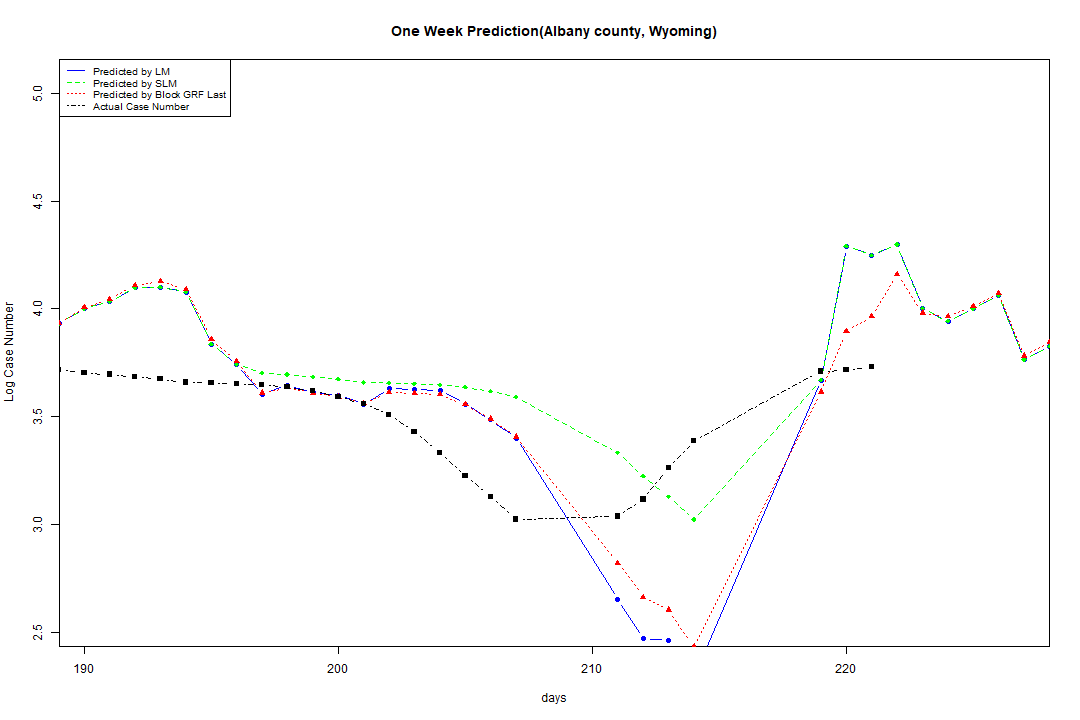 One Week Prediction(Albany county, Wyoming)
Predicted by LM
Predicted by SLM
Predicted by Block GRF Last
Actual Case Number
5.0
4.5
4.0
3.5
3.0
2.5
Log Case Number
190 200 210 220
days